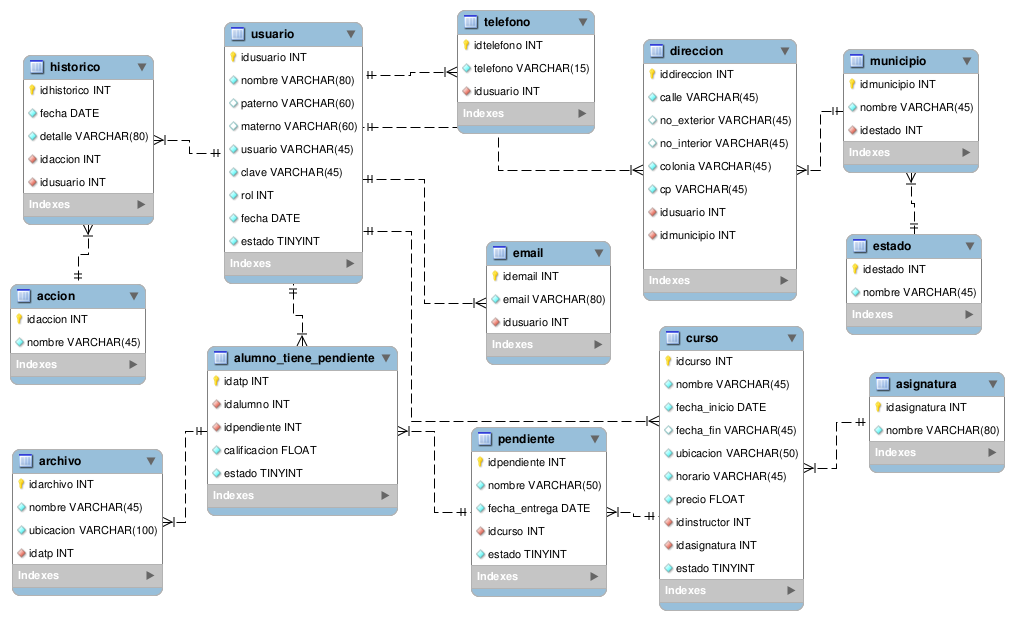 historico
idhistorico INT
fecha DATE
detalle VARCHAR(80)
idaccion INT
idusuario INT
Indexes
usuario
idusuario INT
nombre VARCHAR(80)
paterno VARCHAR(60)
materno VARCHAR(60)
usuario VARCHAR(45)
clave VARCHAR(45)
rol INT
fecha DATE
estado TINYINT
Indexes
telefono
idtelefono INT
telefono VARCHAR(15)
idusuario INT
Indexes
direccion
iddireccion INT
calle VARCHAR(45)
no_exterior VARCHAR(45)
no_interior VARCHAR(45)
colonia VARCHAR(45)
cp VARCHAR(45)
idusuario INT
idmunicipio INT
Indexes
municipio
idmunicipio INT
nombre VARCHAR(45)
idestado INT
Indexes
estado
idestado INT
nombre VARCHAR(45)
Indexes
email
idemail INT
email VARCHAR(80)
idusuario INT
Indexes
accion
idaccion INT
nombre VARCHAR(45)
Indexes
alumno_tiene_pendiente
idatp INT
idalumno INT
idpendiente INT
calificacion FLOAT
estado TINYINT
Indexes
archivo
idarchivo INT
nombre VARCHAR(45)
ubicacion VARCHAR(100)
idatp INT
Indexes
pendiente
idpendiente INT
nombre VARCHAR(50)
fecha_entrega DATE
idcurso INT
estado TINYINT
Indexes
curso
idcurso INT
nombre VARCHAR(45)
fecha_inicio DATE
fecha_fin VARCHAR(45)
ubicacion VARCHAR(50)
horario VARCHAR(45)
precio FLOAT
idinstructor INT
idasignatura INT
estado TINYINT
Indexes
asignatura
idasignatura INT
nombre VARCHAR(80)
Indexes